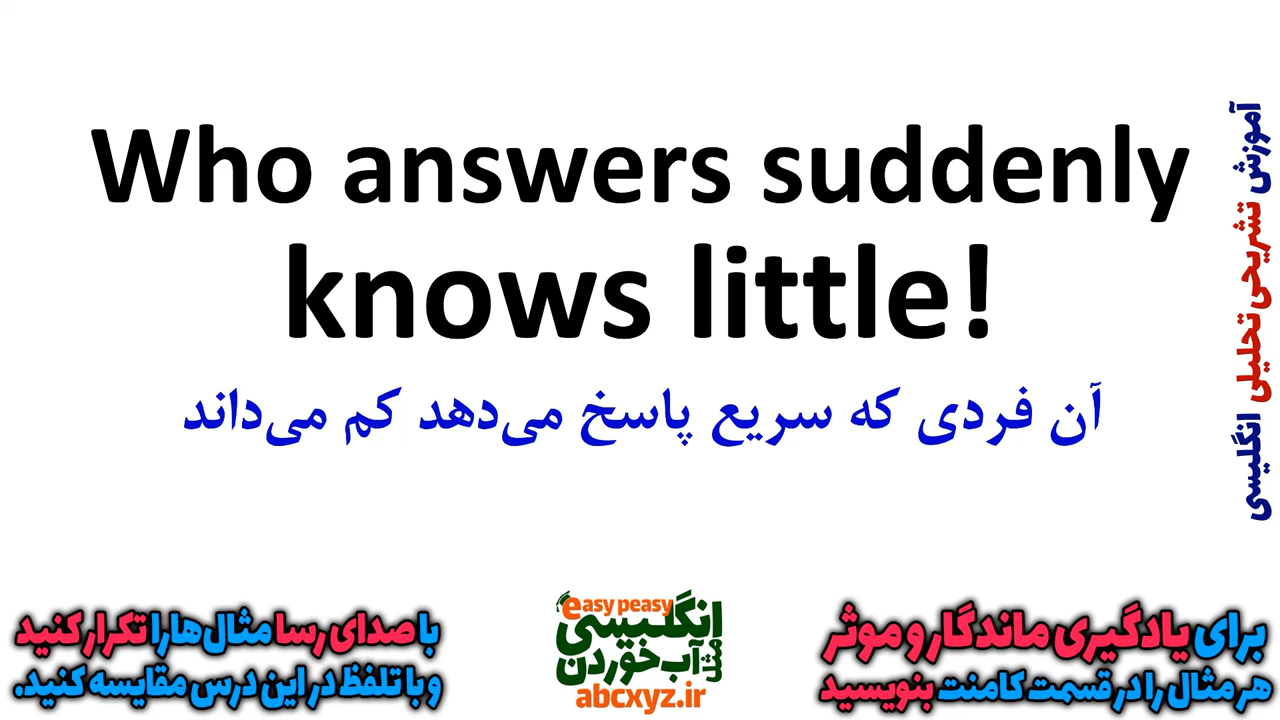 Who answers suddenly
knows little!
آن فردی که سریع پاسخ می‌دهد کم می‌داند
آموزش تشریحی تحلیلی انگلیسی
برای یادگیری ماندگار و موثر
هر مثال را در قسمت کامنت بنویسید
easy peasy
انگلیسی
مثل آب خوردن
abcxyz.ir
با صدای رسا مثال‌ها را تکرار کنید
و با تلفظ در این درس مقایسه کنید.